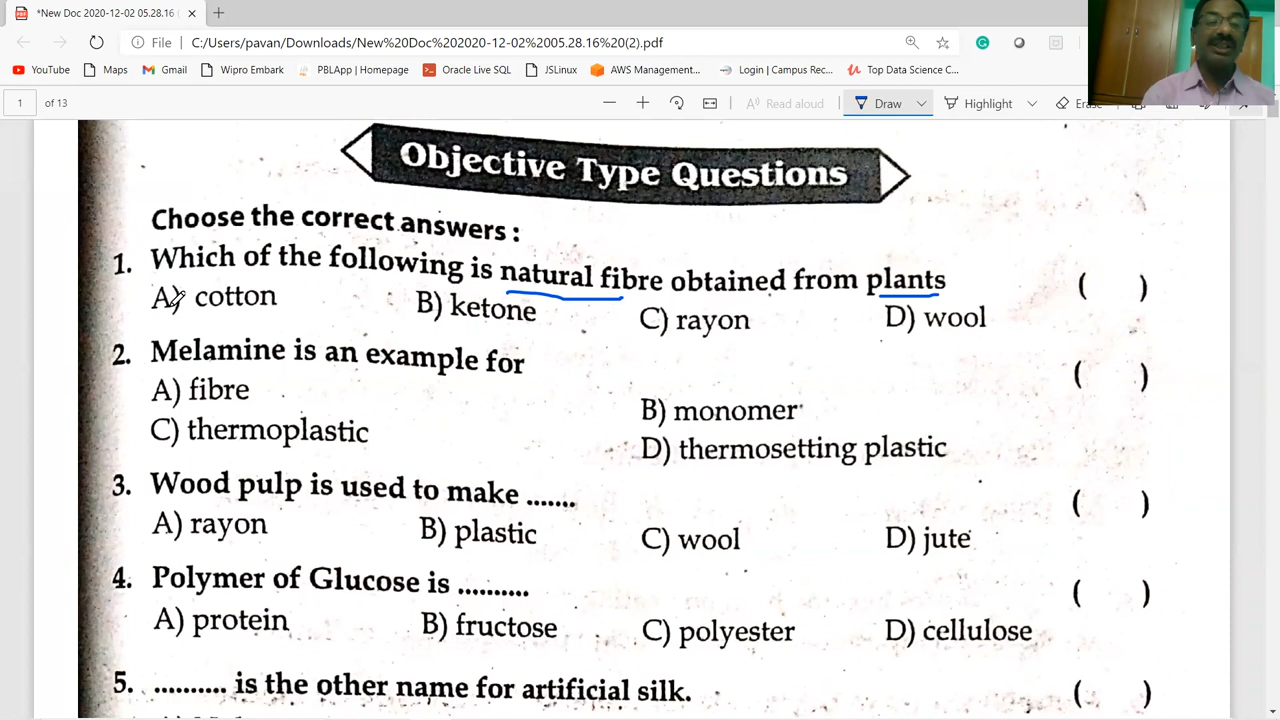 *New Doc 2020-12-02 05.28.16 (
File
C:/Users/pavan/Downloads/New%20Doc%202020-12-02%2005.28.16%20(2).pdf
YouTube
Maps
Gmail
Wipro Embark
PBLApp | Homepage
Oracle Live SQL
JSLinux
AWS Management...
Login | Campus Rec...
Top Data Science C...
1 of 13
Read aloud
Draw
Highlight
Erase
Objective Type Questions
Choose the correct answers :
1. Which of the following is natural fibre obtained from plants ( )
A) cotton B) ketone C) rayon D) wool
2. Melamine is an example for ( )
A) fibre B) monomer
C) thermoplastic D) thermosetting plastic
3. Wood pulp is used to make ....... ( )
A) rayon B) plastic C) wool D) jute
4. Polymer of Glucose is .......... ( )
A) protein B) fructose C) polyester D) cellulose
5. .......... is the other name for artificial silk. ( )